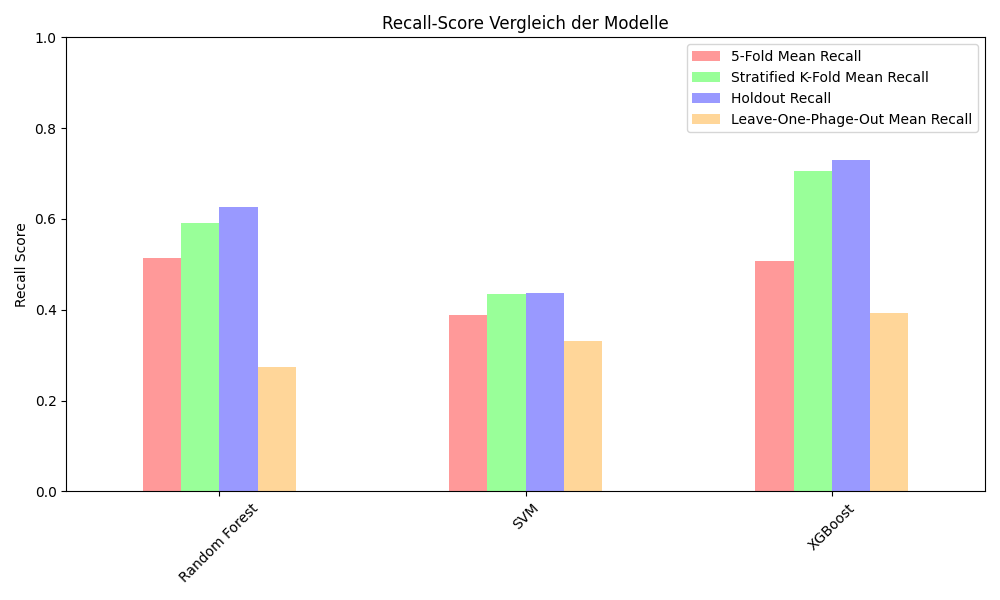 Recall-Score Vergleich der Modelle
1.0
0.8
0.6
0.4
0.2
0.0
Recall Score
5-Fold Mean Recall
Stratified K-Fold Mean Recall
Holdout Recall
Leave-One-Phage-Out Mean Recall
Random Forest
SVM
XGBoost